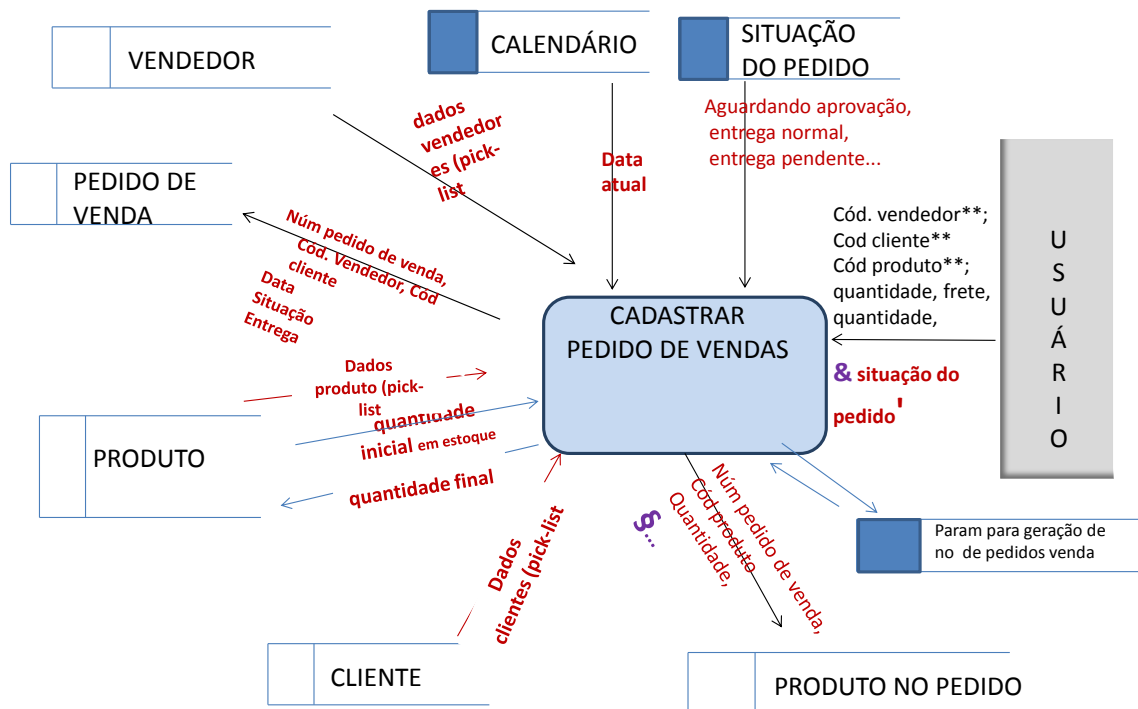 VENDEDOR
CALENDÁRIO
SITUAÇÃO
DO PEDIDO
dados
vendedor
es (pick-
list
Data
atual
Aguardando aprovação,
entrega normal,
entrega pendente...
PEDIDO DE
VENDA
Núm pedido de venda,
Cód. Vendedor, Cód
cliente
Data
Situação
Entrega
Cód. vendedor**;
Cod cliente**
Cód produto**;
quantidade, frete,
quantidade,
& situação do
pedido'
USUÁRIO
CADASTRAR
PEDIDO DE VENDAS
Dados
produto (pick-
list
quantidade
inicial em estoque
quantidade final
PRODUTO
Dados
clientes (pick-list
§...
Núm pedido de venda,
Cód produto
Quantidade,
Param para geração de
no de pedidos venda
CLIENTE
PRODUTO NO PEDIDO